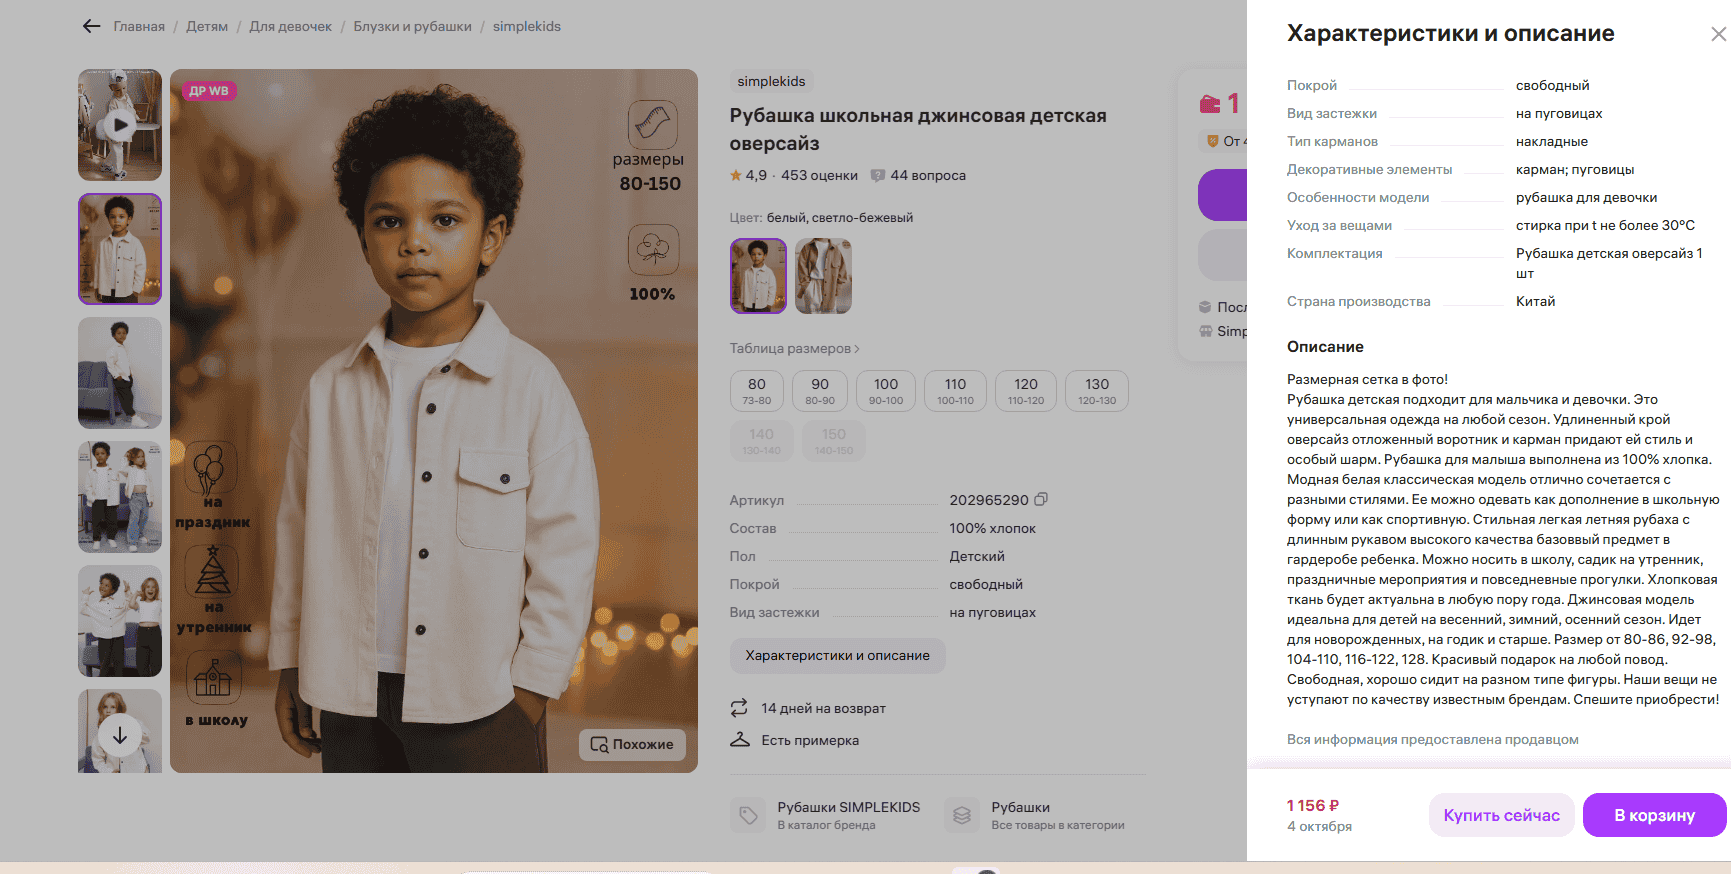 Главная / Детям / Для девочек / Блузки и рубашки / simplekids
ДР WB
размеры
80-150
100%
на
праздник
на
утренник
в школу
Похожие
simplekids
Рубашка школьная джинсовая детская
оверсайз
4,9 · 453 оценки 44 вопроса
Цвет: белый, светло-бежевый
Таблица размеров
80 90 100 110 120 130
73-80 80-90 90-100 100-110 110-120 120-130
140 150
130-140 140-150
Артикул 202965290
Состав 100% хлопок
Пол Детский
Покрой свободный
Вид застежки на пуговицах
Характеристики и описание
14 дней на возврат
Есть примерка
Рубашки SIMPLEKIDS
В каталог бренда
Рубашки
Все товары в категории
1
От 4
Посл
Simp
Характеристики и описание
Покрой свободный
Вид застежки на пуговицах
Тип карманов накладные
Декоративные элементы карман; пуговицы
Особенности модели рубашка для девочки
Уход за вещами стирка при t не более 30°C
Комплектация Рубашка детская оверсайз 1
шт
Страна производства Китай
Описание
Размерная сетка в фото!
Рубашка детская подходит для мальчика и девочки. Это
универсальная одежда на любой сезон. Удлиненный крой
оверсайз отложенный воротник и карман придают ей стиль и
особый шарм. Рубашка для малыша выполнена из 100% хлопка.
Модная белая классическая модель отлично сочетается с
разными стилями. Ее можно одевать как дополнение в школьную
форму или как спортивную. Стильная легкая летняя рубаха с
длинным рукавом высокого качества базоввый предмет в
гардеробе ребенка. Можно носить в школу, садик на утренник,
праздничные мероприятия и повседневные прогулки. Хлопковая
ткань будет актуальна в любую пору года. Джинсовая модель
идеальна для детей на весенний, зимний, осенний сезон. Идет
для новорожденных, на годик и старше. Размер от 80-86, 92-98,
104-110, 116-122, 128. Красивый подарок на любой повод.
Свободная, хорошо сидит на разном типе фигуры. Наши вещи не
уступают по качеству известным брендам. Спешите приобрести!
Вся информация предоставлена продавцом
1 156 ₽
4 октября
Купить сейчас
В корзину